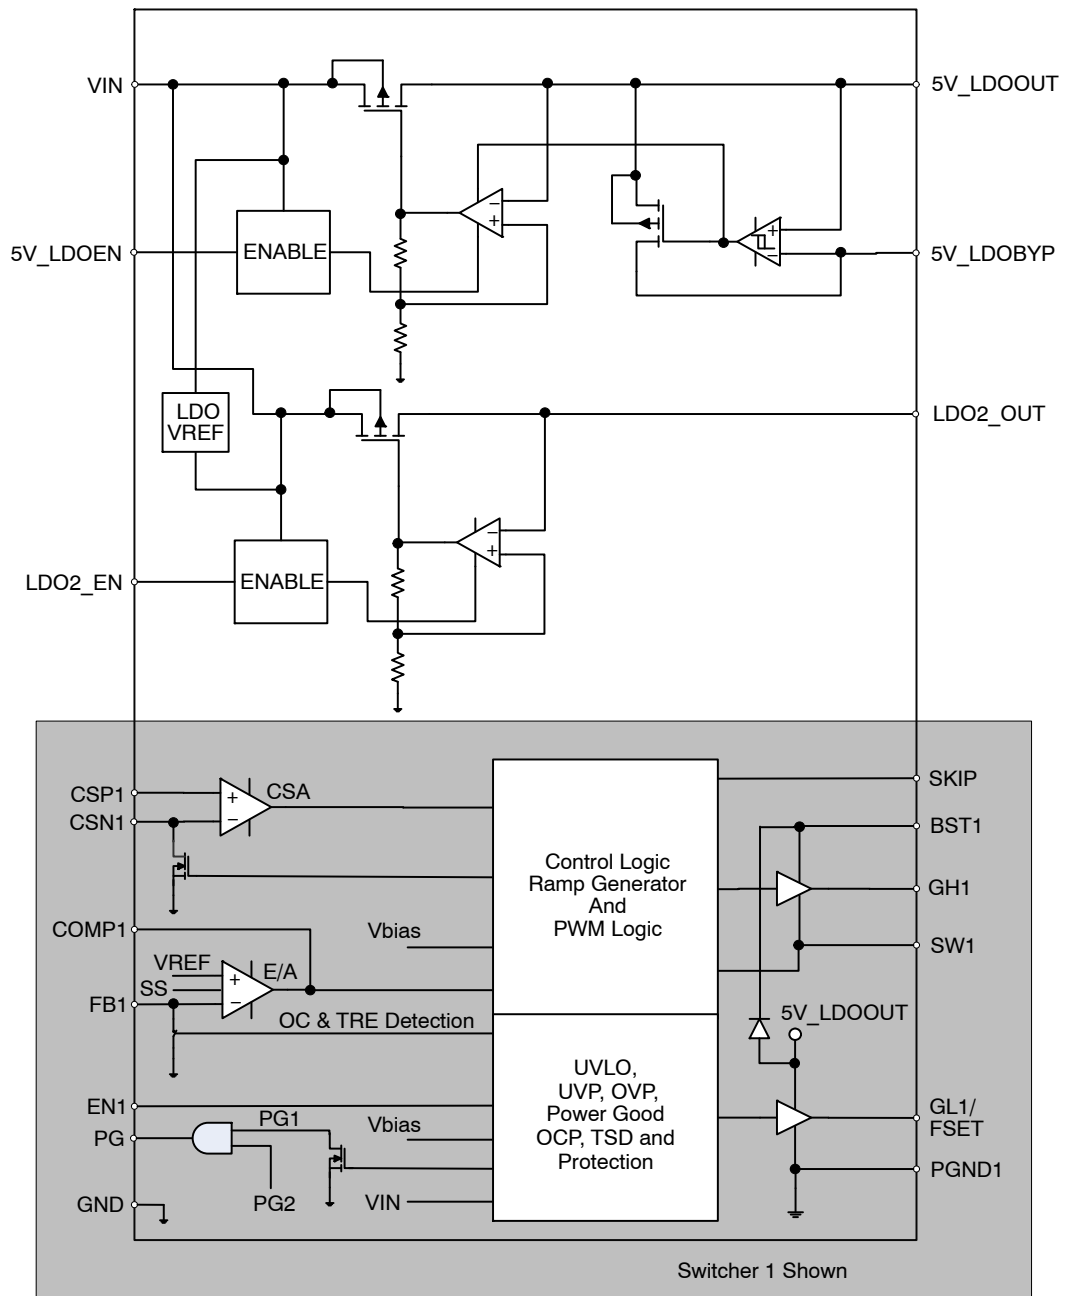 VIN
5V_LDOOUT
ENABLE
5V_LDOEN
5V_LDOBYP
−
+
+
−
LDO
VREF
LDO2_OUT
−
+
LDO2_EN
ENABLE
CSP1
CSN1
+
−
CSA
SKIP
BST1
Control Logic
Ramp Generator
And
PWM Logic
GH1
COMP1
Vbias
SW1
VREF
SS
FB1
+
−
E/A
OC & TRE Detection
5V_LDOOUT
UVLO,
UVP, OVP,
Power Good
OCP, TSD and
Protection
EN1
PG
PG1
Vbias
GL1/
FSET
PGND1
GND
PG2
VIN
Switcher 1 Shown